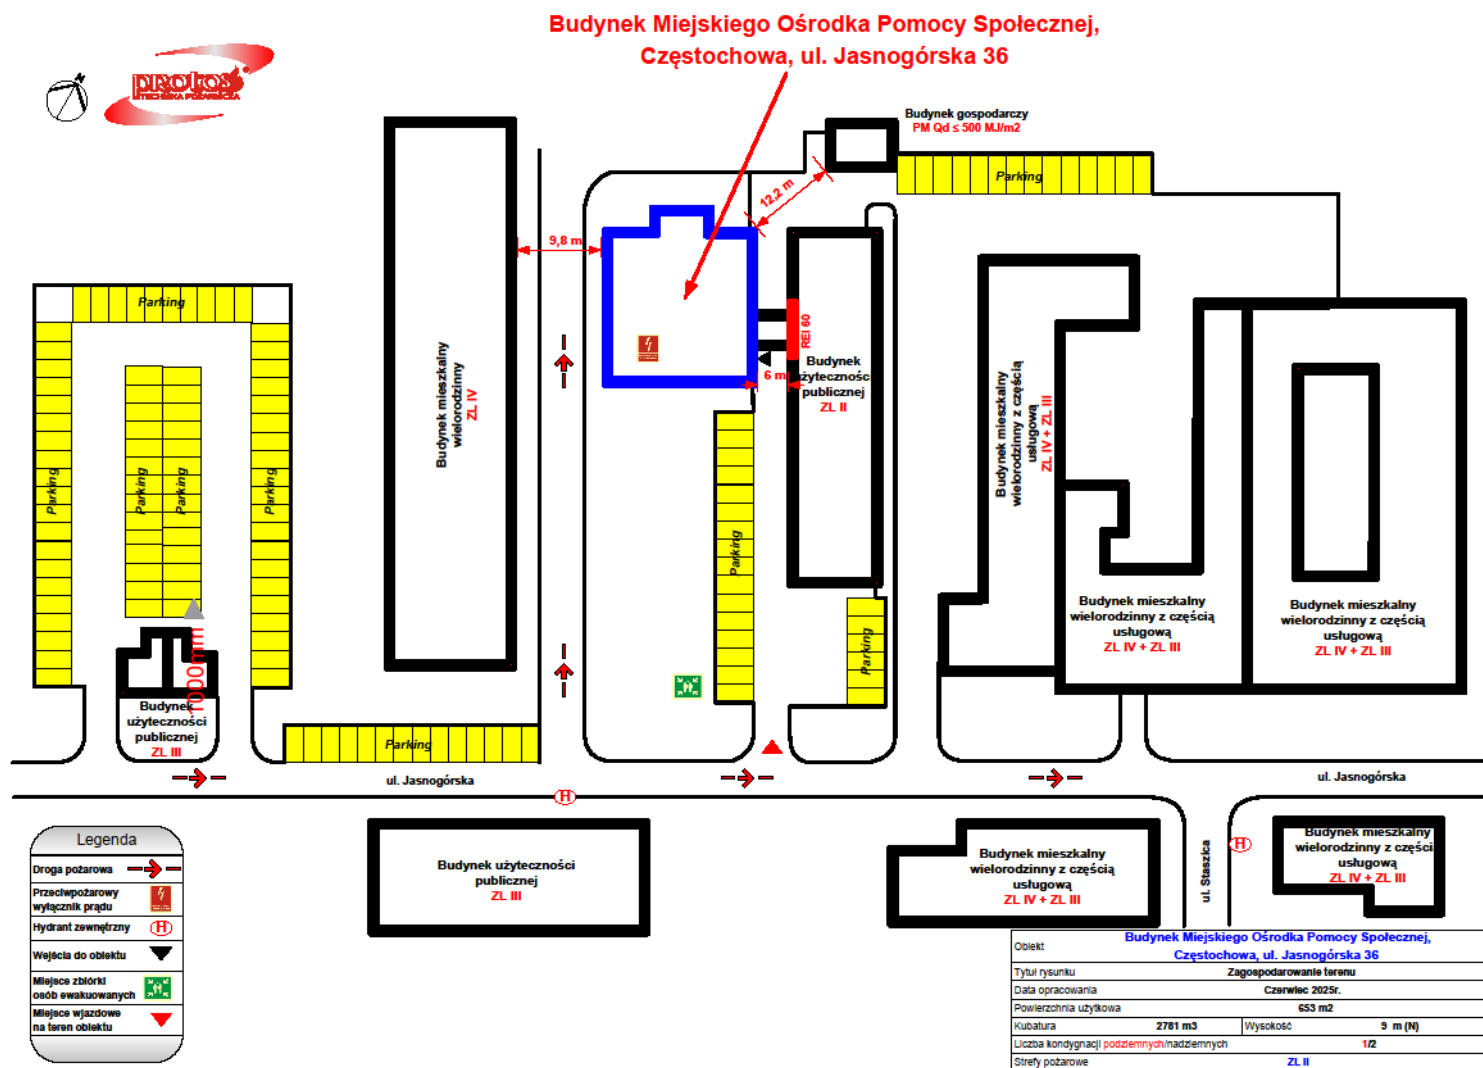 Budynek Miejskiego Ośrodka Pomocy Społecznej,
Częstochowa, ul. Jasnogórska 36
N
protos
TECHNIKA POŻARNICZA
Budynek gospodarczy
PM Qd ≤ 500 MJ/m2
Parking
12,2 m
9,8 m
Parking
REI 60
6 m
Budynek
użyteczności
publicznej
ZL II
Budynek mieszkalny
wielorodzinny
ZL IV
Budynek mieszkalny
wielorodzinny z częścią
usługową
ZL IV + ZL III
Parking
Parking
Parking
Parking
Parking
Parking
Budynek mieszkalny
wielorodzinny z częścią
usługową
ZL IV + ZL III
Budynek mieszkalny
wielorodzinny z częścią
usługową
ZL IV + ZL III
1000mm
Budynek
użyteczności
publicznej
ZL III
Parking
ul. Jasnogórska
ul. Jasnogórska
H
Budynek użyteczności
publicznej
ZL III
Budynek mieszkalny
wielorodzinny z częścią
usługową
ZL IV + ZL III
ul. Staszica
H
Budynek mieszkalny
wielorodzinny z części
usługową
ZL IV + ZL III
Legenda
Droga pożarowa
Przeciwpożarowy
wyłącznik prądu
Hydrant zewnętrzny H
Wejścia do obiektu
Miejsce zbiórki
osób ewakuowanych
Miejsce wjazdowe
na teren obiektu
Obiekt Budynek Miejskiego Ośrodka Pomocy Społecznej,
Częstochowa, ul. Jasnogórska 36
Tytuł rysunku Zagospodarowanie terenu
Data opracowania Czerwiec 2025r.
Powierzchnia użytkowa 653 m2
Kubatura 2781 m3 Wysokość 9 m (N)
Liczba kondygnacji podziemnych/nadziemnych 1/2
Strefy pożarowe ZL II